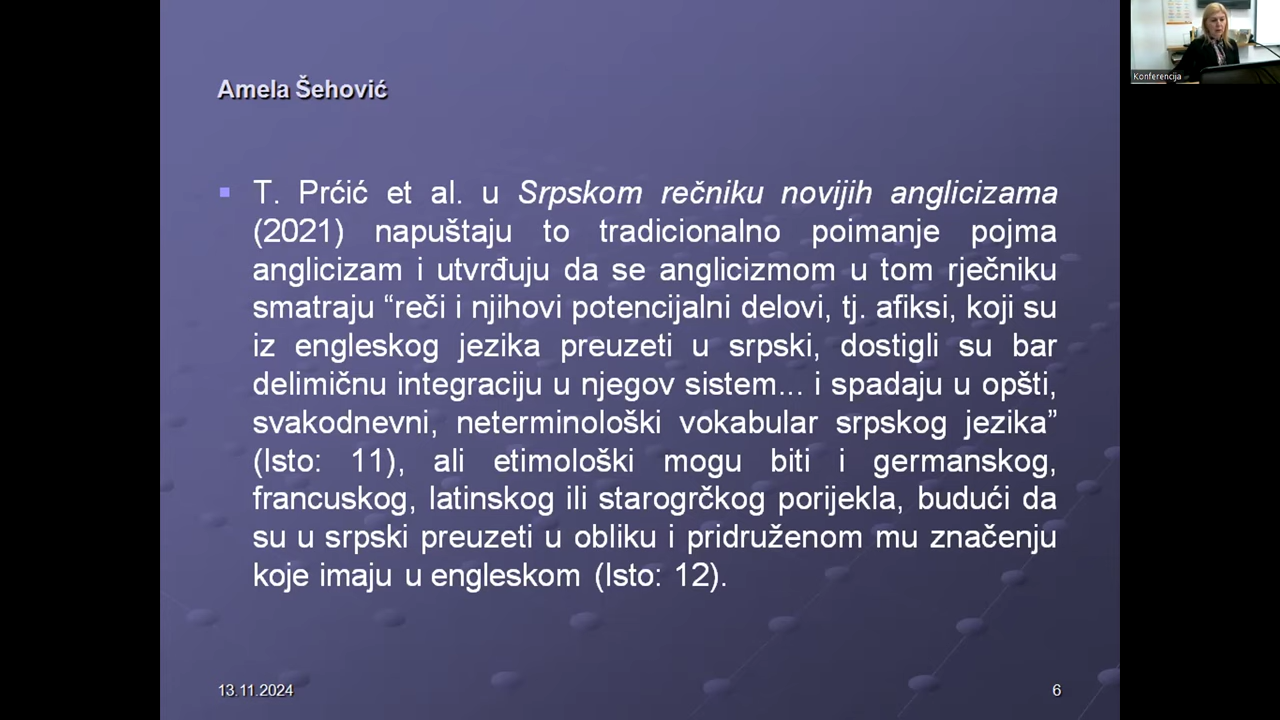 Amela Šehović
T. Prćić et al. u Srpskom rečniku novijih anglicizama
(2021) napuštaju to tradicionalno poimanje pojma
anglicizam i utvrđuju da se anglicizmom u tom rječniku
smatraju “reči i njihovi potencijalni delovi, tj. afiksi, koji su
iz engleskog jezika preuzeti u srpski, dostigli su bar
delimičnu integraciju u njegov sistem... i spadaju u opšti,
svakodnevni, neterminološki vokabular srpskog jezika”
(Isto: 11), ali etimološki mogu biti i germanskog,
francuskog, latinskog ili starogrčkog porijekla, budući da
su u srpski preuzeti u obliku i pridruženom mu značenju
koje imaju u engleskom (Isto: 12).
13.11.2024
6
Konferencija